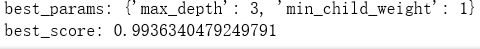 best_params: {'max_depth': 3, 'min_child_weight': 1}
best_score: 0.9936340479249791